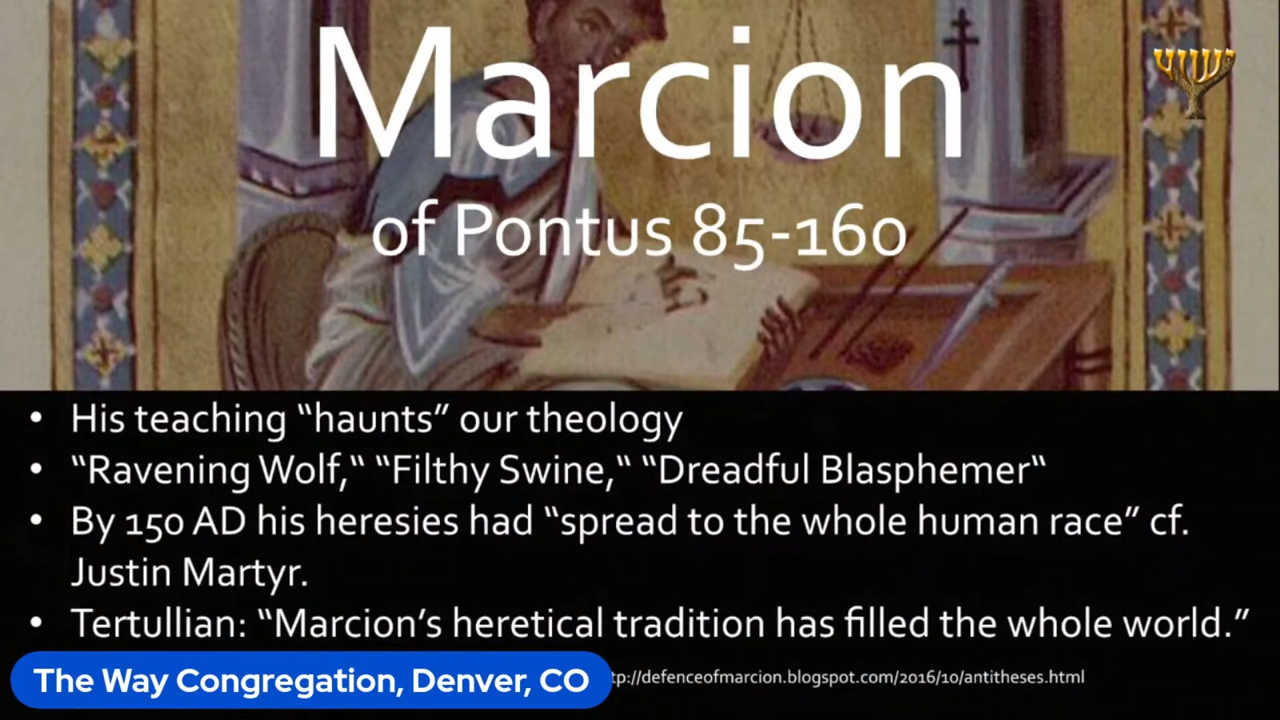 Marcion
of Pontus 85-160
• His teaching “haunts” our theology
• “Ravening Wolf,“ “Filthy Swine,“ “Dreadful Blasphemer“
• By 150 AD his heresies had “spread to the whole human race” cf.
Justin Martyr.
• Tertullian: “Marcion’s heretical tradition has filled the whole world.”
The Way Congregation, Denver, CO
tp://defenceofmarcion.blogspot.com/2016/10/antitheses.html